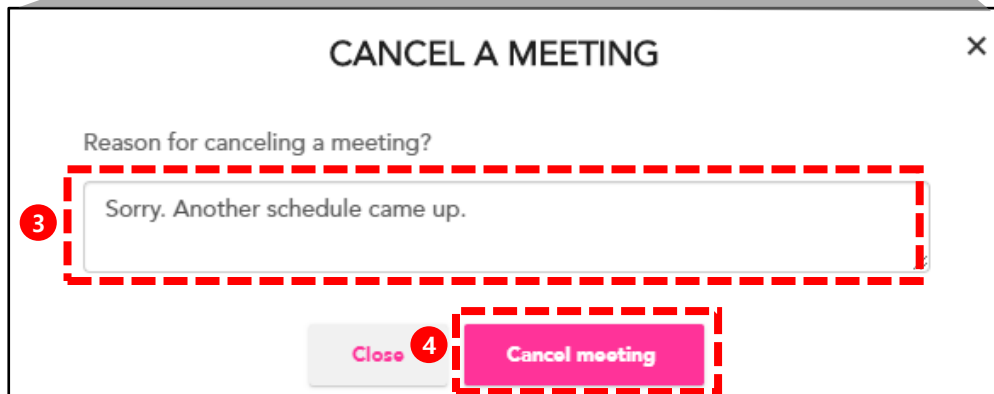 CANCEL A MEETING
×
Reason for canceling a meeting?
3
Sorry. Another schedule came up.
Close
4
Cancel meeting